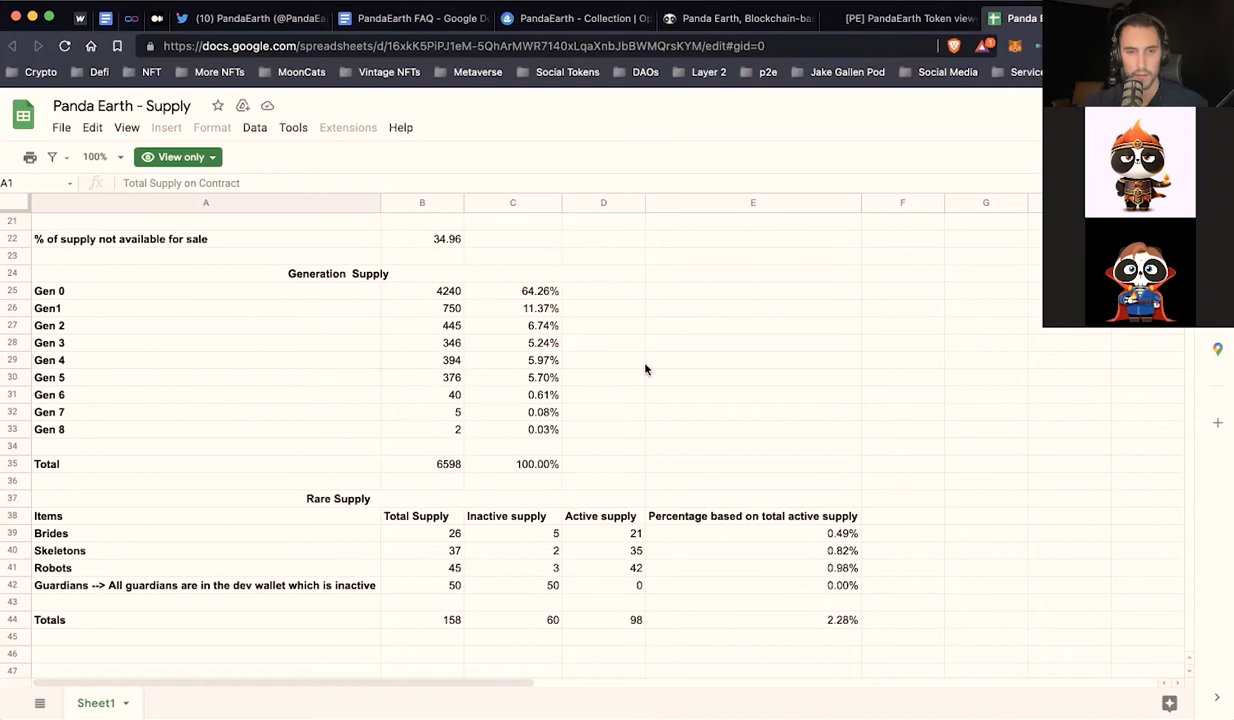 (10) PandaEarth (@PandaEa
PandaEarth FAQ - Google D
PandaEarth - Collection | Op
Panda Earth, Blockchain-ba
[PE] PandaEarth Token view
Panda E
https://docs.google.com/spreadsheets/d/16xkK5PiPJ1eM-5QhArMWR7140xLqaXnbJbBWMQrsKYM/edit#gid=0
1
Crypto Defi NFT More NFTs MoonCats Vintage NFTs Metaverse Social Tokens DAOs Layer 2 p2e Jake Gallen Pod Social Media Service
Panda Earth - Supply
File Edit View Insert Format Data Tools Extensions Help
100% View only
A1 fx Total Supply on Contract
A B C D E F G
21
22 % of supply not available for sale 34.96
23
24 Generation Supply
25 Gen 0 4240 64.26%
26 Gen1 750 11.37%
27 Gen 2 445 6.74%
28 Gen 3 346 5.24%
29 Gen 4 394 5.97%
30 Gen 5 376 5.70%
31 Gen 6 40 0.61%
32 Gen 7 5 0.08%
33 Gen 8 2 0.03%
34
35 Total 6598 100.00%
36
37 Rare Supply
38 Items Total Supply Inactive supply Active supply Percentage based on total active supply
39 Brides 26 5 21 0.49%
40 Skeletons 37 2 35 0.82%
41 Robots 45 3 42 0.98%
42 Guardians --> All guardians are in the dev wallet which is inactive 50 50 0 0.00%
43
44 Totals 158 60 98 2.28%
45
46
47
Sheet1